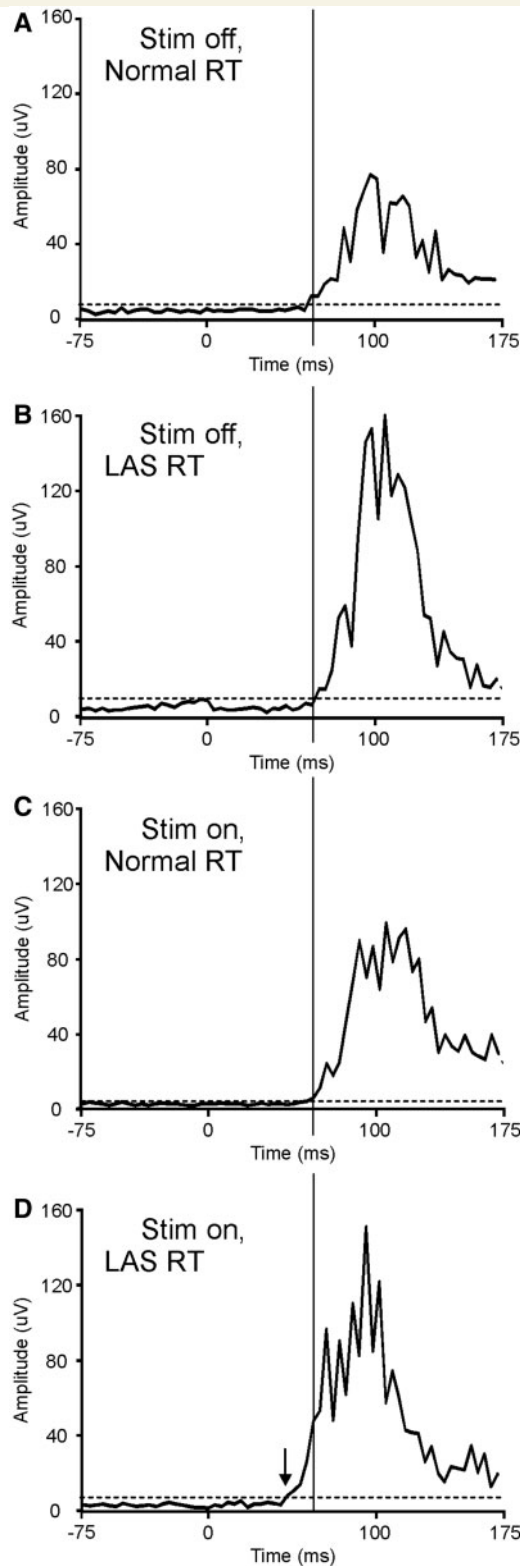 A
Stim off,
Normal RT
Amplitude (uV)
160
120
80
40
0
-75
0
100
175
Time (ms)
B
Stim off,
LAS RT
Amplitude (uV)
160
120
80
40
0
-75
0
100
175
Time (ms)
C
Stim on,
Normal RT
Amplitude (uV)
160
120
80
40
0
-75
0
100
175
Time (ms)
D
Stim on,
LAS RT
Amplitude (uV)
160
120
80
40
0
-75
0
100
175
Time (ms)